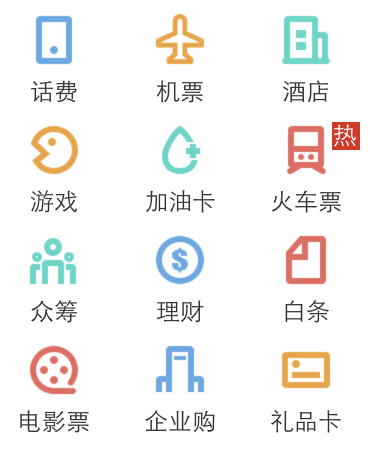 话费 机票 酒店
热
游戏 加油卡 火车票
众筹 理财 白条
电影票 企业购 礼品卡